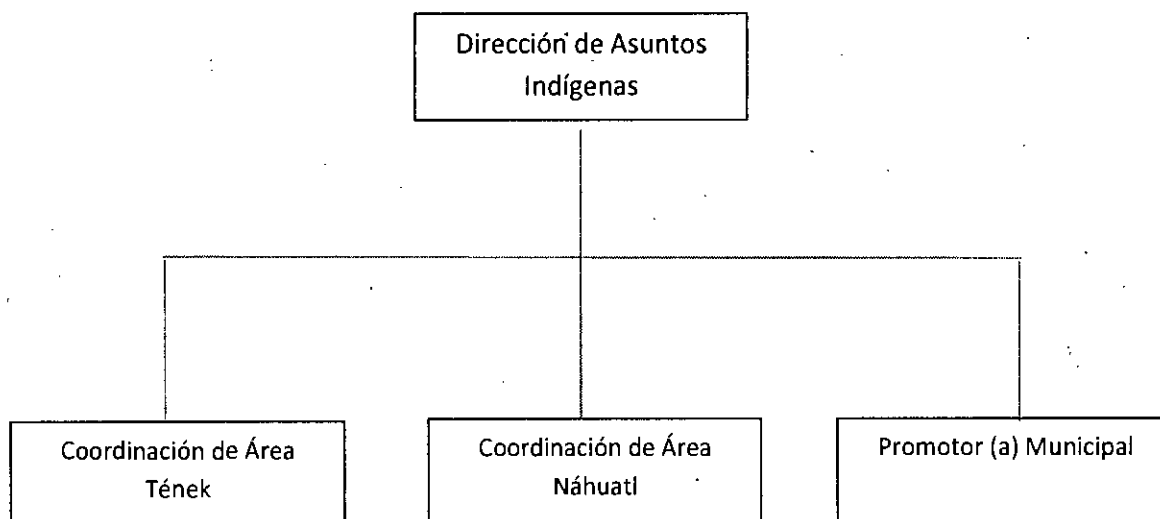 Dirección de Asuntos
Indígenas
Coordinación de Área
Tének
Coordinación de Área
Náhuatl
Promotor (a) Municipal